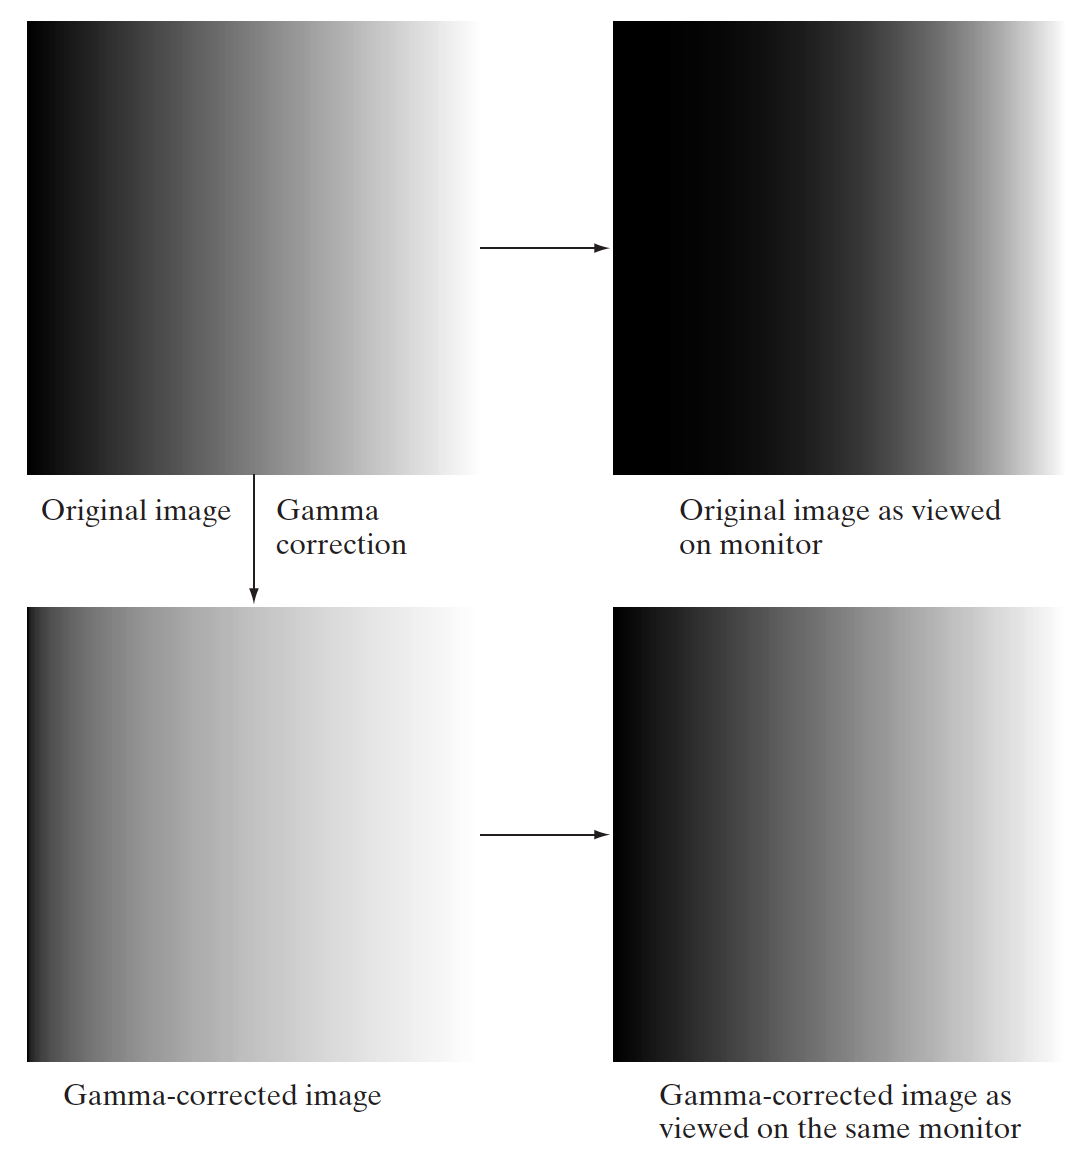 Original image
Gamma
correction
Original image as viewed
on monitor
Gamma-corrected image
Gamma-corrected image as
viewed on the same monitor